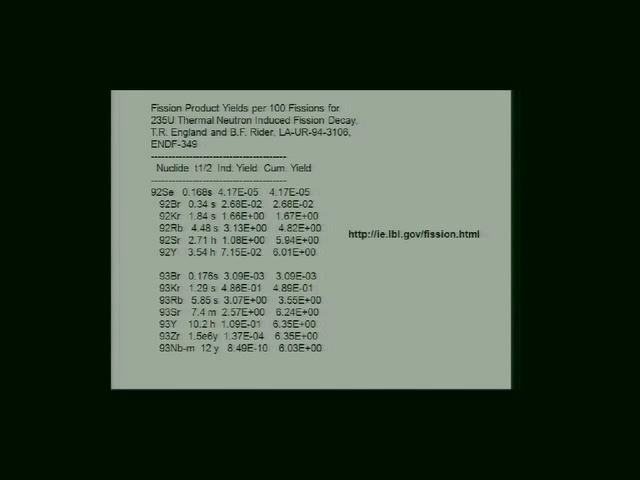 Fission Product Yields per 100 Fissions for
235U Thermal Neutron Induced Fission Decay,
T.R. England and B.F. Rider, LA-UR-94-3106,
ENDF-349
----------------------------------------
Nuclide t1/2 Ind. Yield Cum. Yield
----------------------------------------
92Se 0.168s 4.17E-05 4.17E-05
92Br 0.34 s 2.68E-02 2.68E-02
92Kr 1.84 s 1.66E+00 1.67E+00
92Rb 4.48 s 3.13E+00 4.82E+00
92Sr 2.71 h 1.08E+00 5.94E+00
92Y 3.54 h 7.15E-02 6.01E+00
http://ie.lbl.gov/fission.html
93Br 0.176s 3.09E-03 3.09E-03
93Kr 1.29 s 4.86E-01 4.89E-01
93Rb 5.85 s 3.07E+00 3.55E+00
93Sr 7.4 m 2.57E+00 6.24E+00
93Y 10.2 h 1.09E-01 6.35E+00
93Zr 1.5e6y 1.37E-04 6.35E+00
93Nb-m 12 y 8.49E-10 6.03E+00